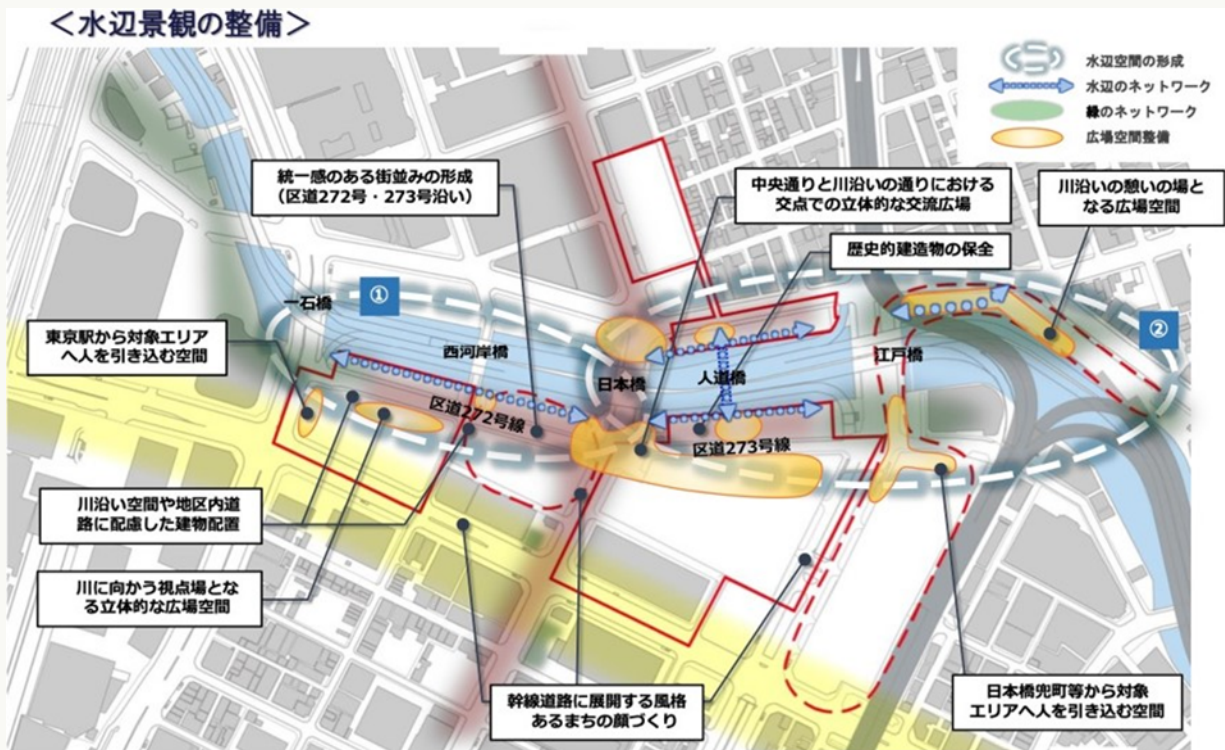 ＜水辺景観の整備＞
水辺空間の形成
水辺のネットワーク
緑のネットワーク
広場空間整備
統一感のある街並みの形成
（区道272号・273号沿い）
中央通りと川沿いの通りにおける
交点での立体的な交流広場
川沿いの憩いの場と
なる広場空間
歴史的建造物の保全
一石橋
①
②
東京駅から対象エリア
へ人を引き込む空間
西河岸橋
日本橋
人道橋
江戸橋
区道272号線
区道273号線
川沿い空間や地区内道
路に配慮した建物配置
川に向かう視点場とな
る立体的な広場空間
幹線道路に展開する風格
あるまちの顔づくり
日本橋兜町等から対象
エリアへ人を引き込む空間